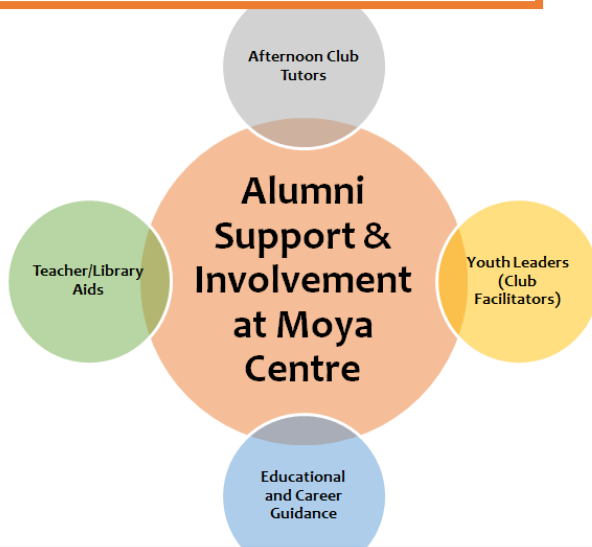 Afternoon Club
Tutors
Alumni
Support &
Involvement
at Moya
Centre
Teacher/Library
Aids
Youth Leaders
(Club
Facilitators)
Educational
and Career
Guidance